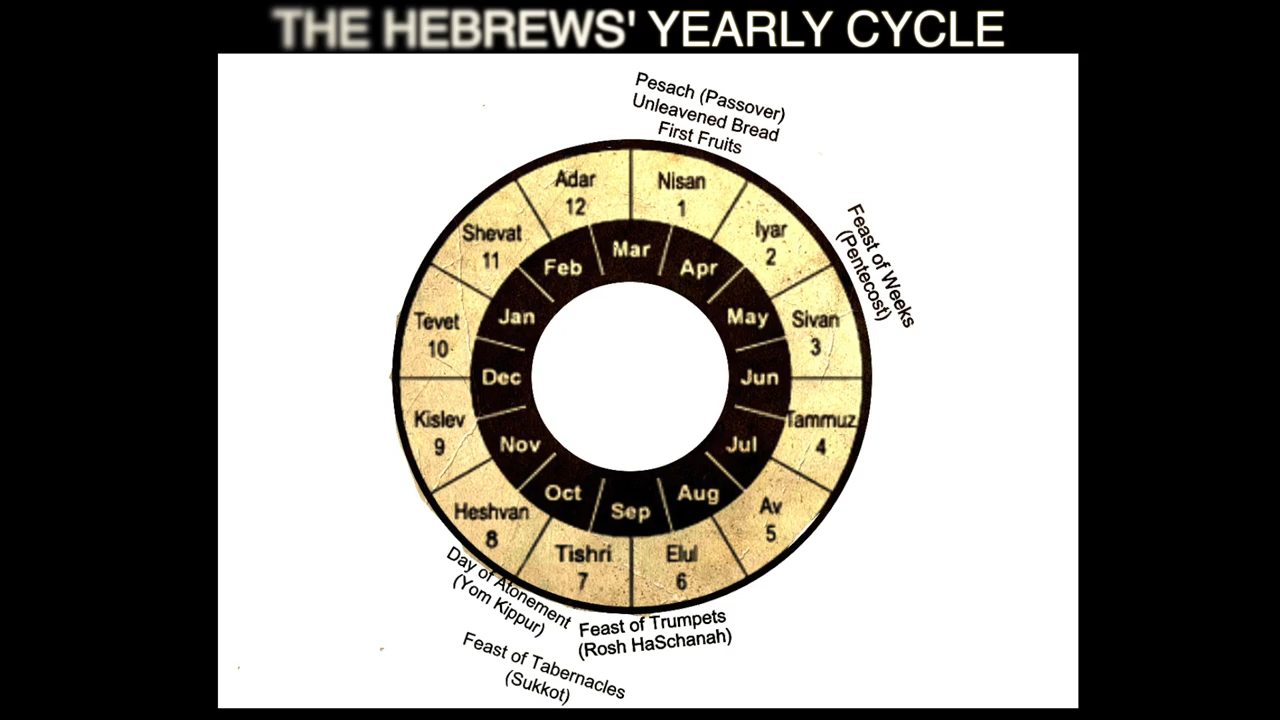 THE HEBREWS' YEARLY CYCLE
Pesach (Passover)
Unleavened Bread
First Fruits
Feast of Weeks
(Pentecost)
Adar
12
Nisan
1
Iyar
2
Sivan
3
Tammuz
4
Av
5
Elul
6
Tishri
7
Heshvan
8
Kislev
9
Tevet
10
Shevat
11
Mar
Apr
May
Jun
Jul
Aug
Sep
Oct
Nov
Dec
Jan
Feb
Day of Atonement
(Yom Kippur)
Feast of Trumpets
(Rosh HaSchanah)
Feast of Tabernacles
(Sukkot)